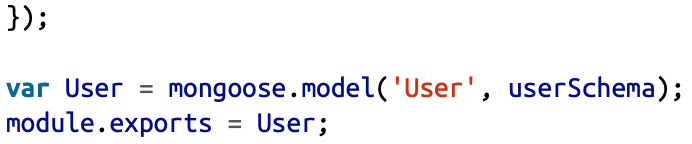 });
var User = mongoose.model('User', userSchema);
module.exports = User;